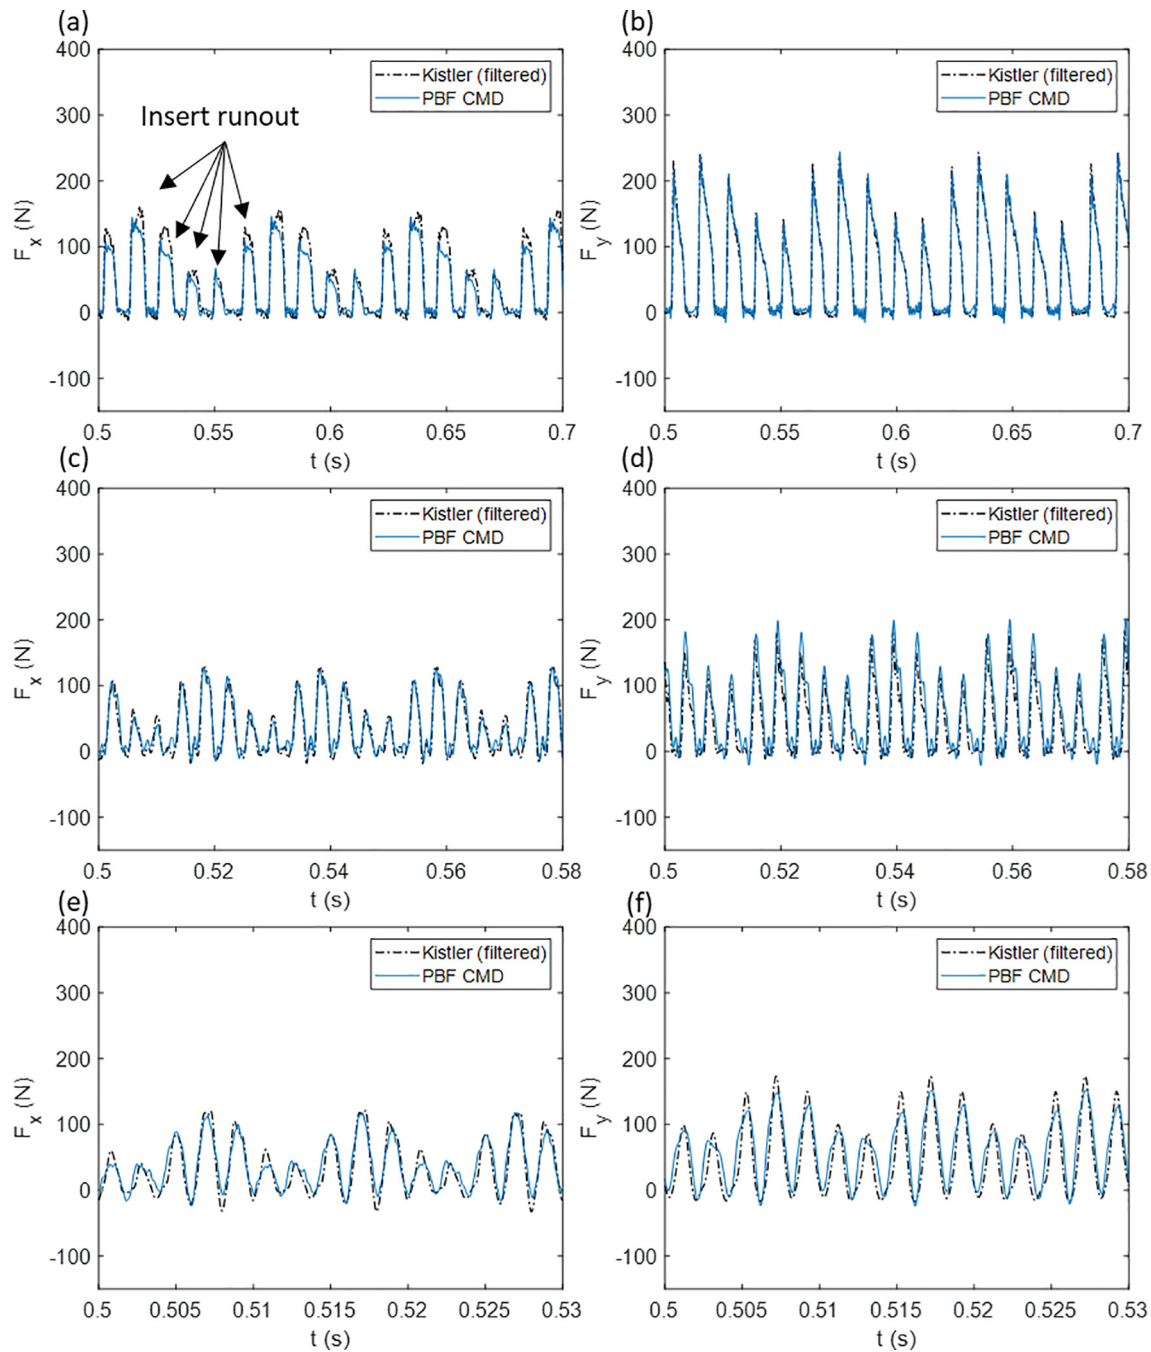 (a)
400
300
200
100
0
-100
F_x (N)
Kistler (filtered)
PBF CMD
Insert runout
0.5 0.55 0.6 0.65 0.7
t (s)
(b)
400
300
200
100
0
-100
F_y (N)
Kistler (filtered)
PBF CMD
0.5 0.55 0.6 0.65 0.7
t (s)
(c)
400
300
200
100
0
-100
F_x (N)
Kistler (filtered)
PBF CMD
0.5 0.52 0.54 0.56 0.58
t (s)
(d)
400
300
200
100
0
-100
F_y (N)
Kistler (filtered)
PBF CMD
0.5 0.52 0.54 0.56 0.58
t (s)
(e)
400
300
200
100
0
-100
F_x (N)
Kistler (filtered)
PBF CMD
0.5 0.505 0.51 0.515 0.52 0.525 0.53
t (s)
(f)
400
300
200
100
0
-100
F_y (N)
Kistler (filtered)
PBF CMD
0.5 0.505 0.51 0.515 0.52 0.525 0.53
t (s)